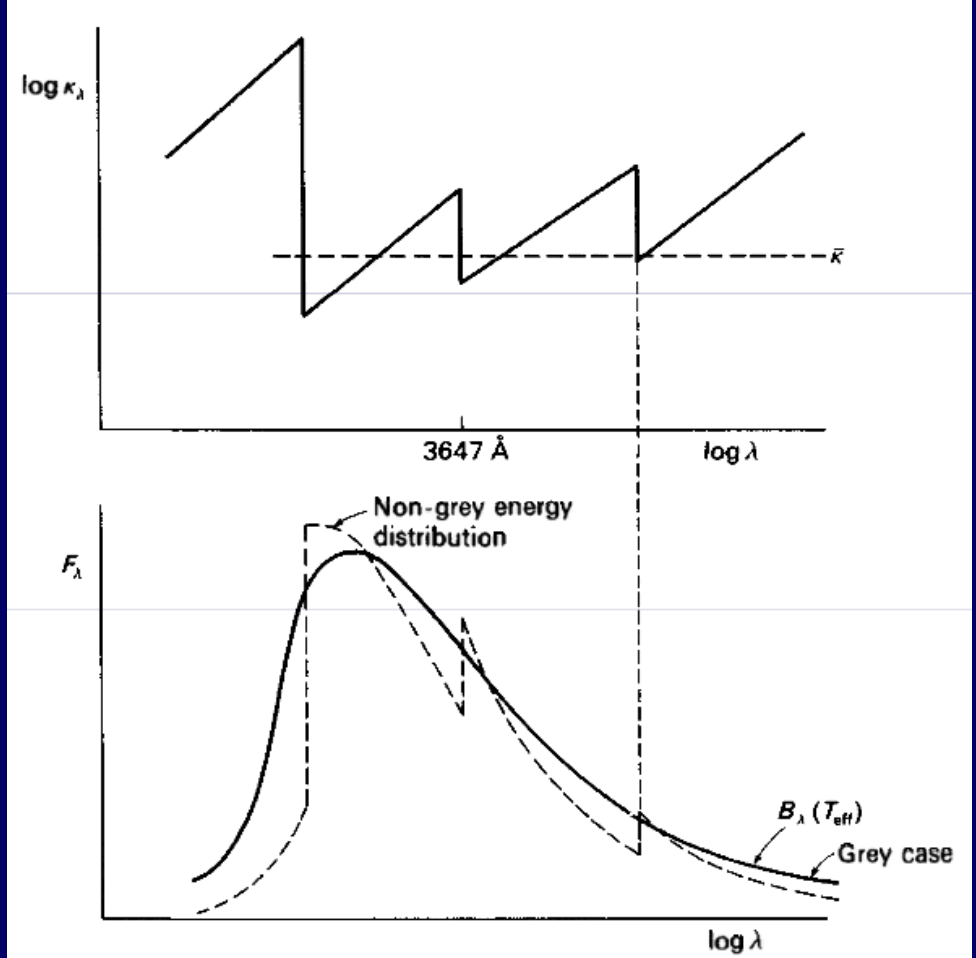 log κλ
κ̄
3647 Å
log λ
Non-grey energy
distribution
Fλ
Bλ (Teff)
Grey case
log λ